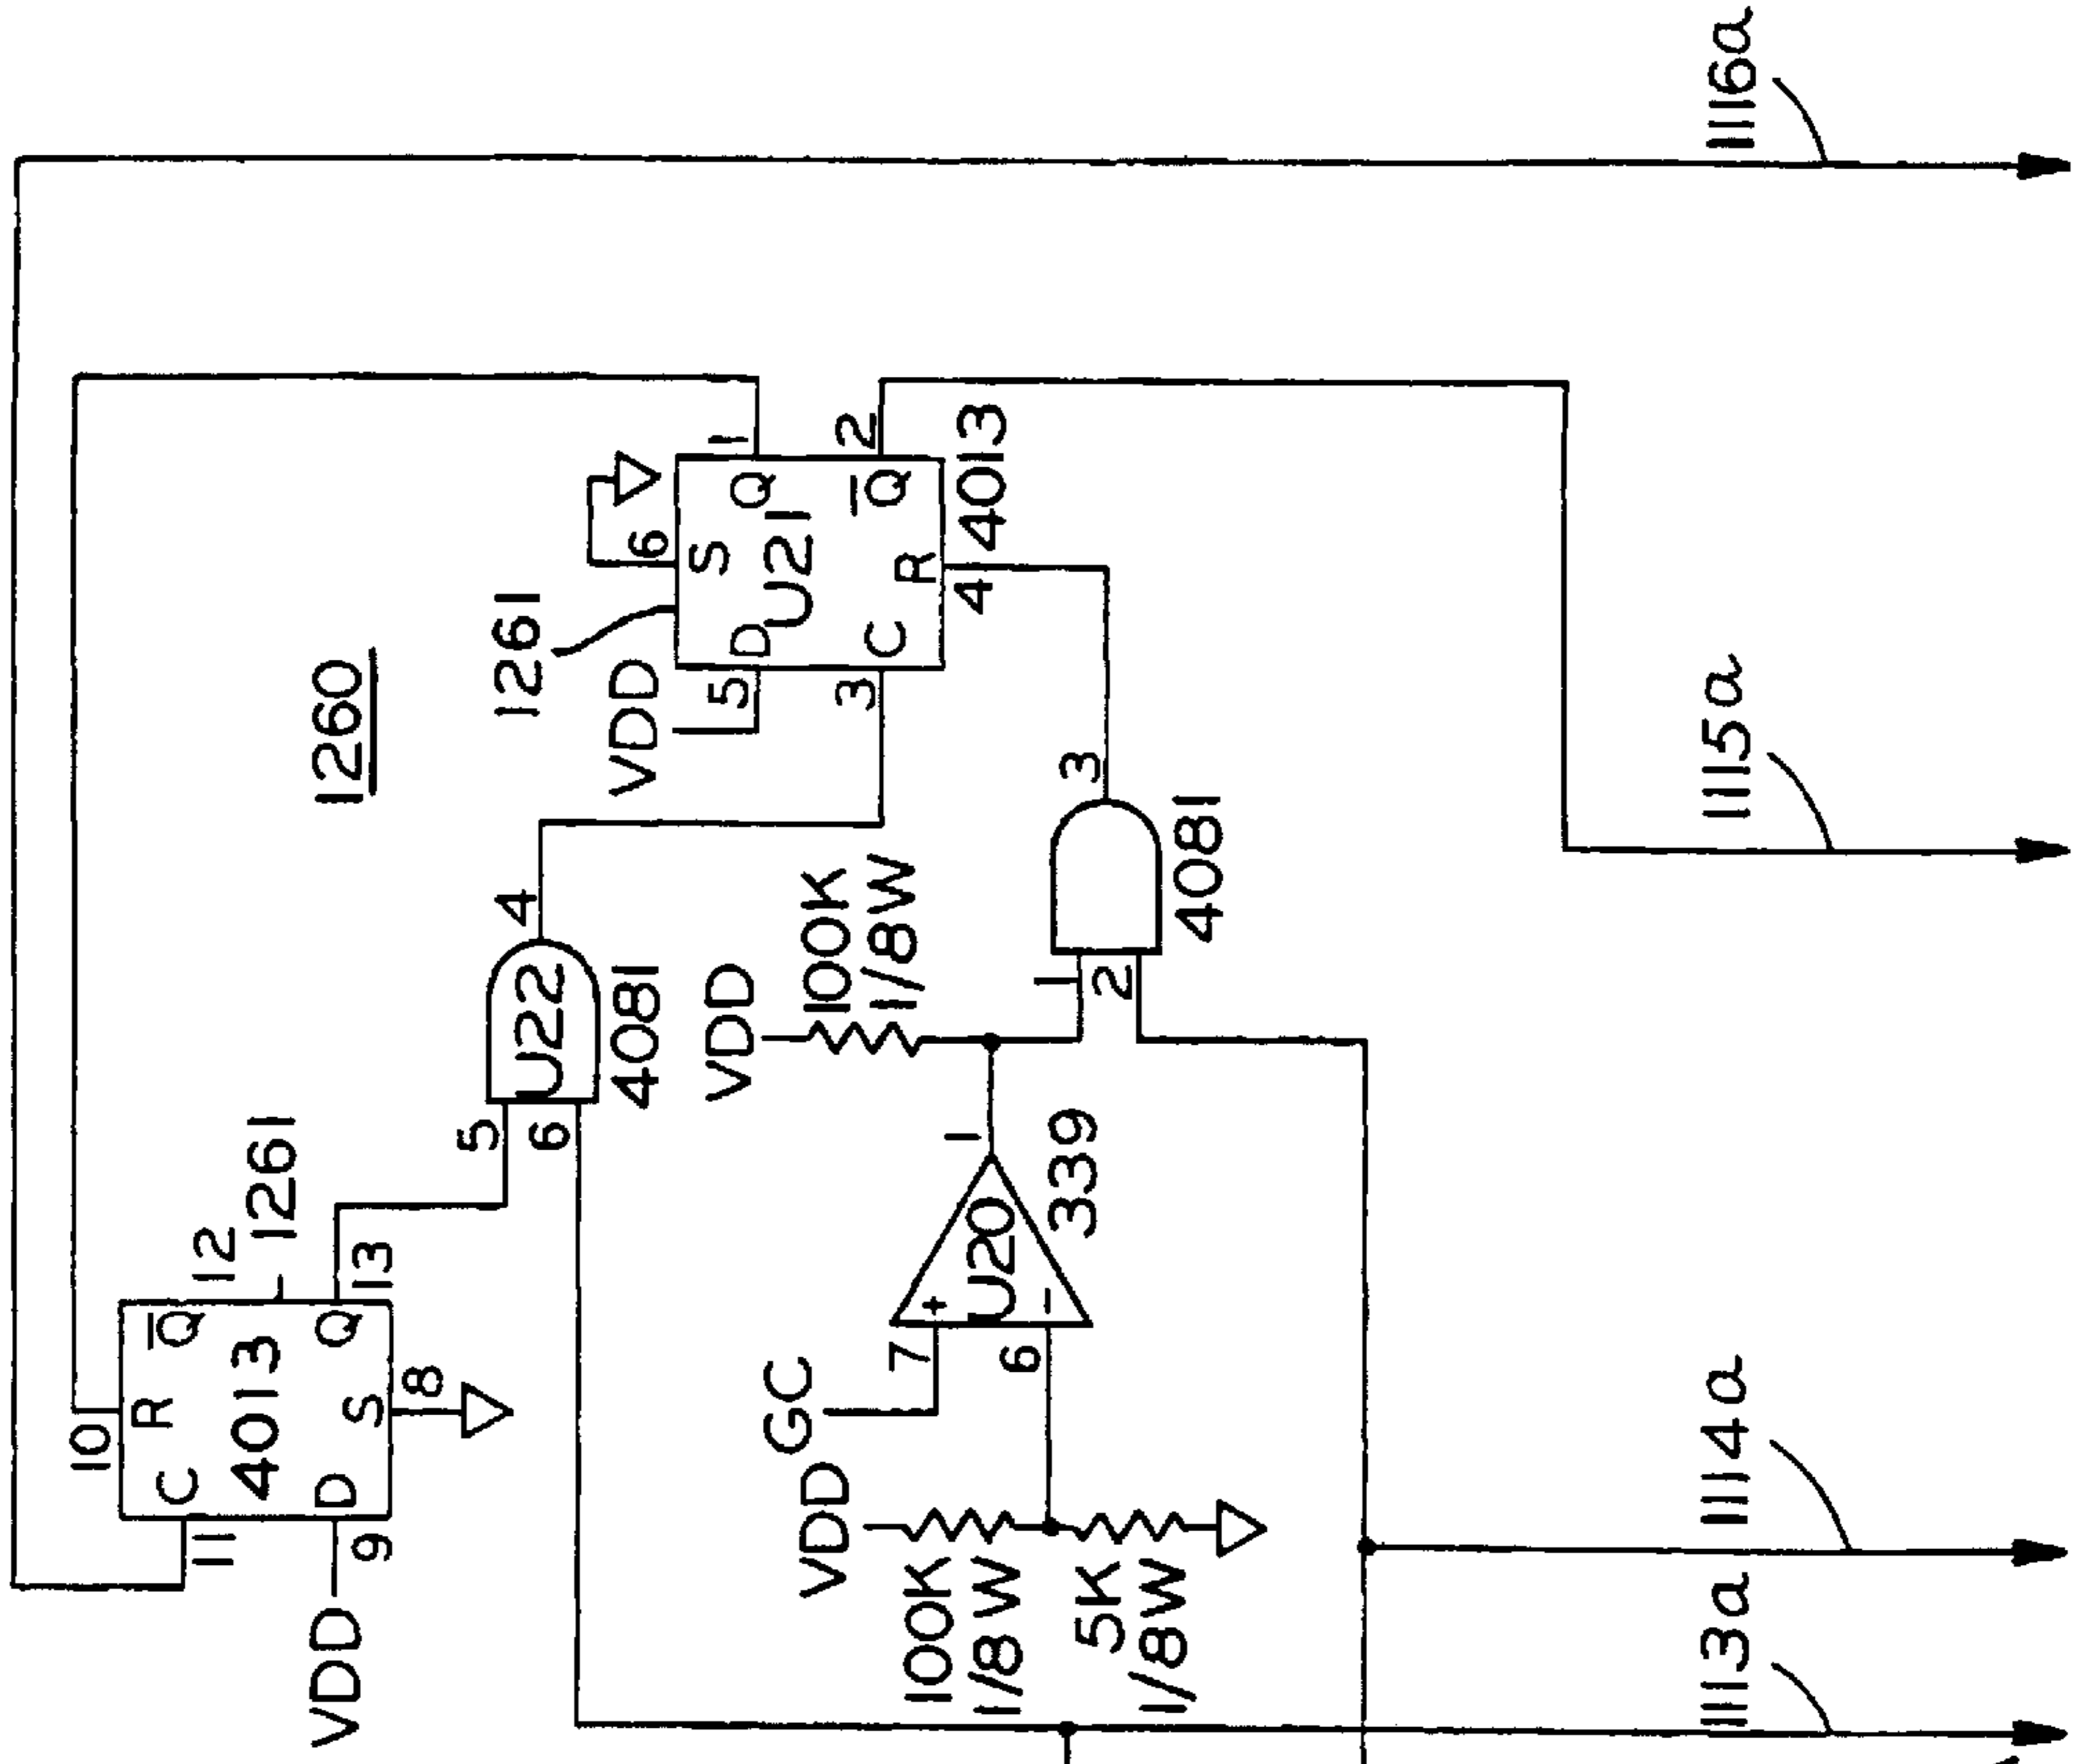 1260
10
R
C
Q
4013
D
Q
S
11
9
VDD
12
1261
13
8
5
6
U22
4081
4
1261
VDD
5
3
6
S
D
U21
C
R
Q
Q
1
2
4
4013
VDD
100K
1/8W
GC
7
6
+
U20
−
339
1
VDD
100K
1/8W
5K
1/8W
1
2
3
4081
1113a
1114a
1115a
1116a